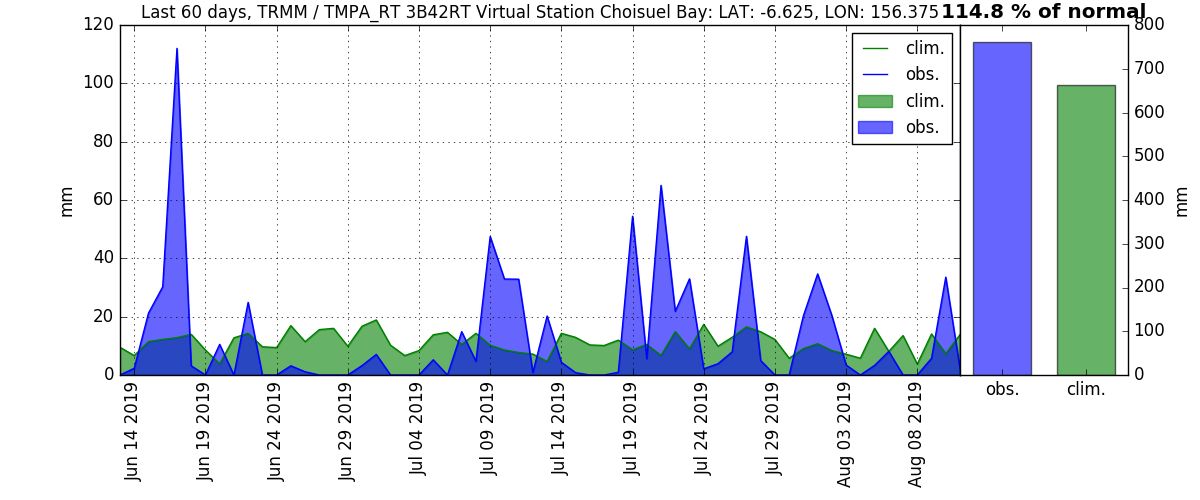 Last 60 days, TRMM / TMPA_RT 3B42RT Virtual Station Choisuel Bay: LAT: -6.625, LON: 156.375
114.8 % of normal
120
100
80
60
40
20
0
mm
clim.
obs.
clim.
obs.
800
700
600
500
400
300
200
100
0
mm
Jun 14 2019
Jun 19 2019
Jun 24 2019
Jun 29 2019
Jul 04 2019
Jul 09 2019
Jul 14 2019
Jul 19 2019
Jul 24 2019
Jul 29 2019
Aug 03 2019
Aug 08 2019
obs.
clim.